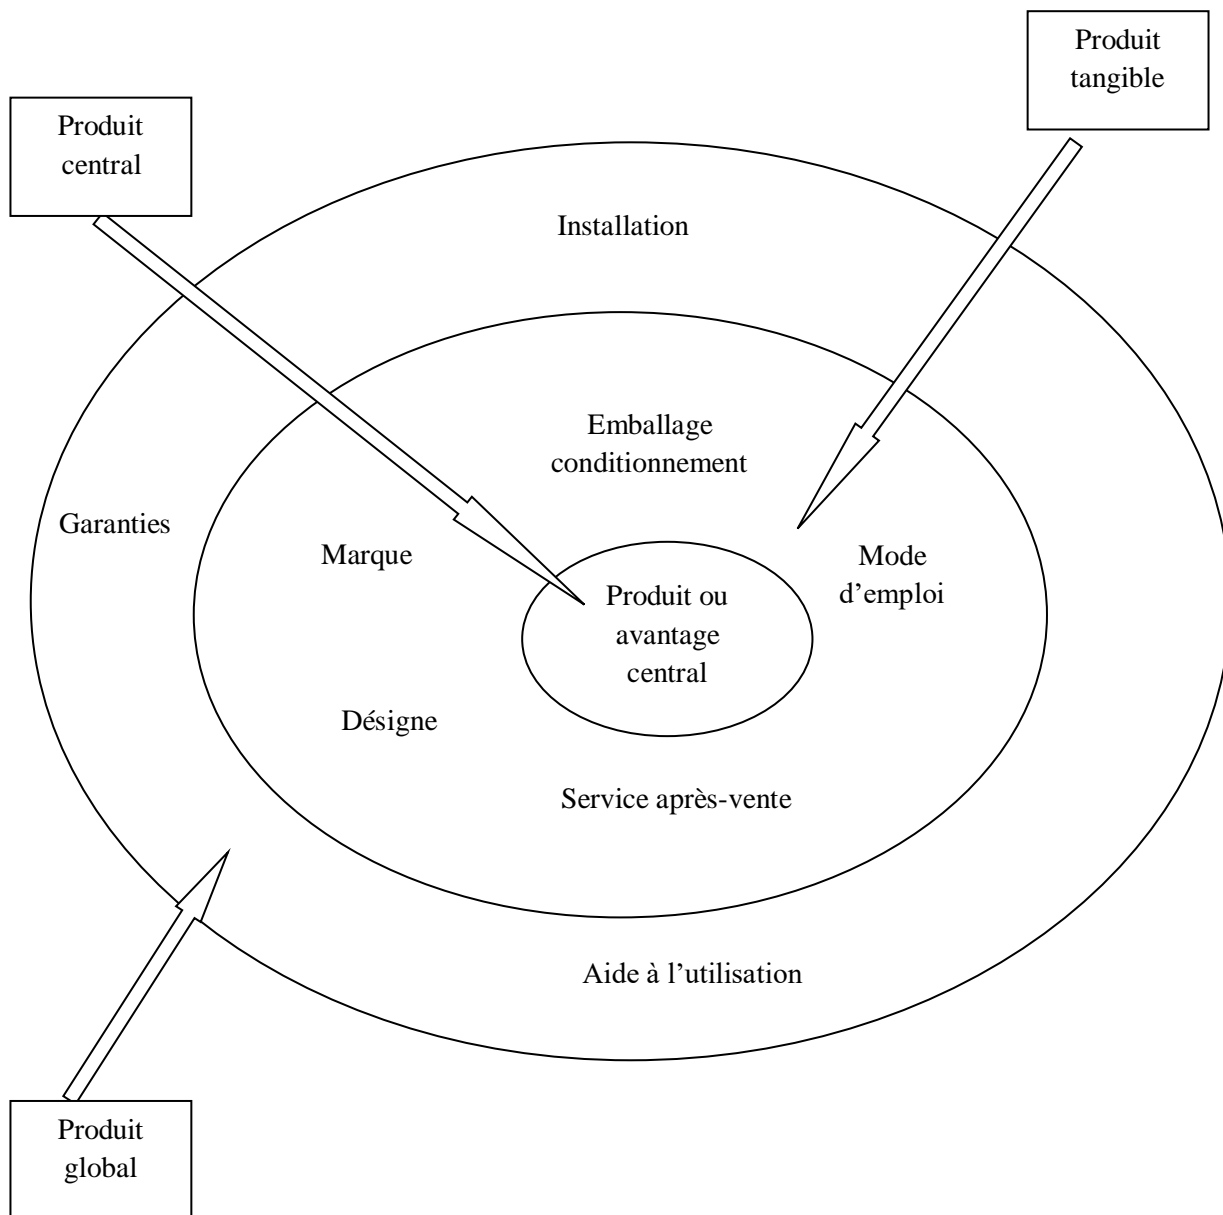 Produit
tangible
Produit
central
Installation
Emballage
conditionnement
Garanties
Marque
Mode
d’emploi
Produit ou
avantage
central
Désigne
Service après-vente
Aide à l’utilisation
Produit
global